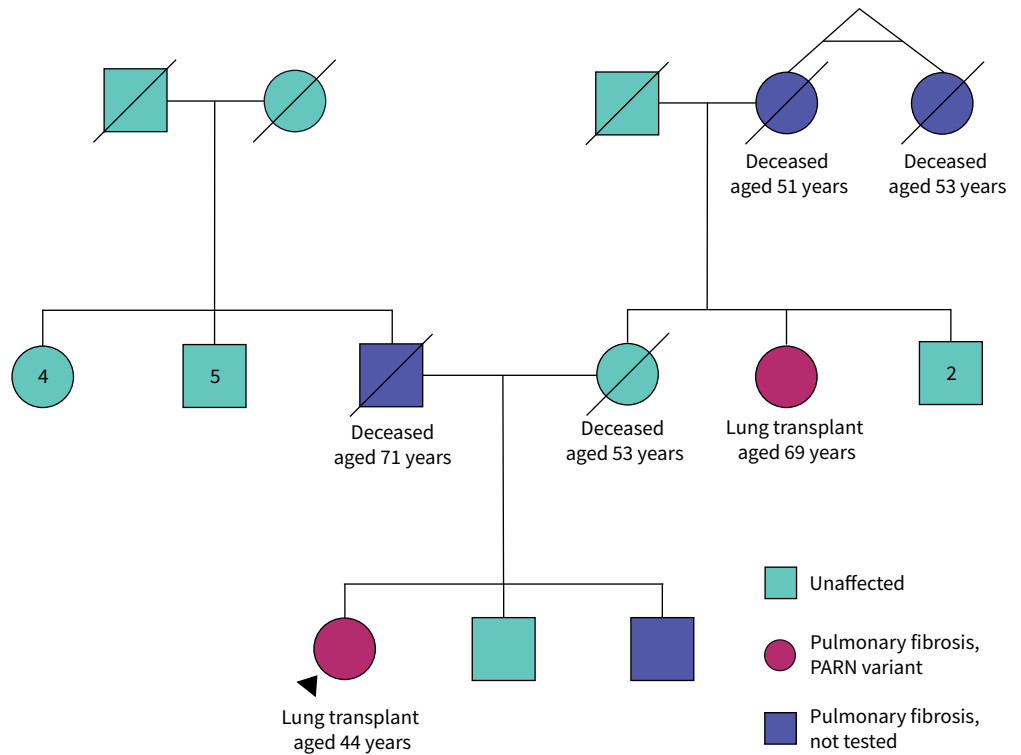 Deceased
aged 51 years
Deceased
aged 53 years
4
5
2
Deceased
aged 71 years
Deceased
aged 53 years
Lung transplant
aged 69 years
Lung transplant
aged 44 years
Unaffected
Pulmonary fibrosis,
PARN variant
Pulmonary fibrosis,
not tested